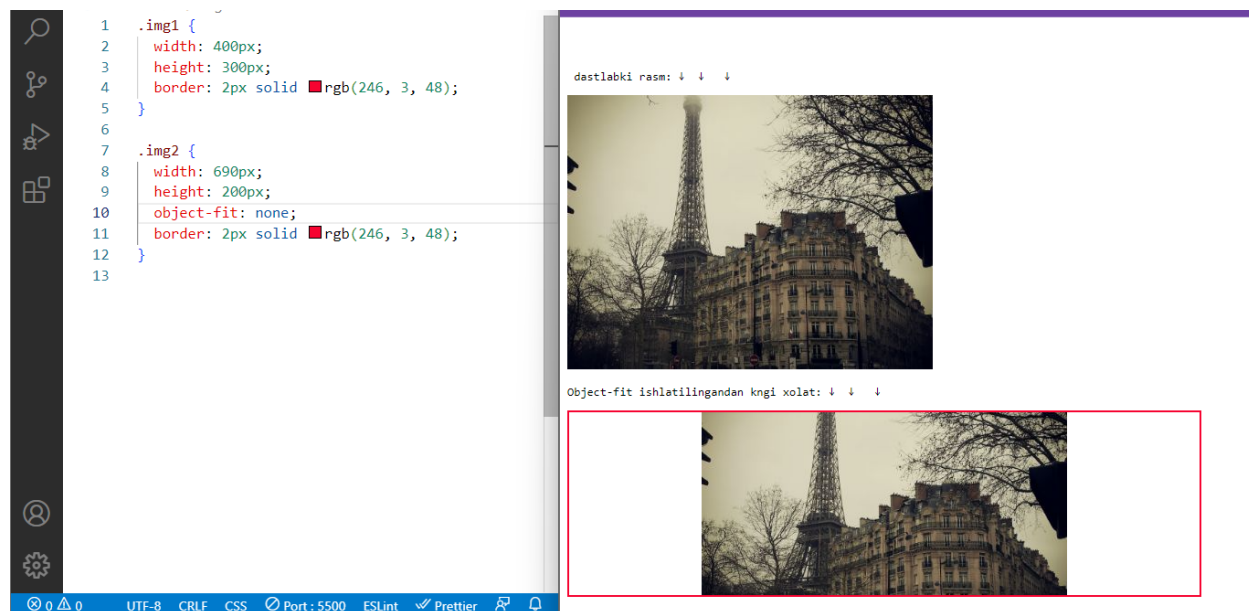 1 .img1 {
2 width: 400px;
3 height: 300px;
4 border: 2px solid rgb(246, 3, 48);
5 }
6
7 .img2 {
8 width: 690px;
9 height: 200px;
10 object-fit: none;
11 border: 2px solid rgb(246, 3, 48);
12 }
13
0 0 UTF-8 CRLF CSS Port : 5500 ESLint Prettier
dastlabki rasm: ↓ ↓ ↓
Object-fit ishlatilingandan kngi xolat: ↓ ↓ ↓